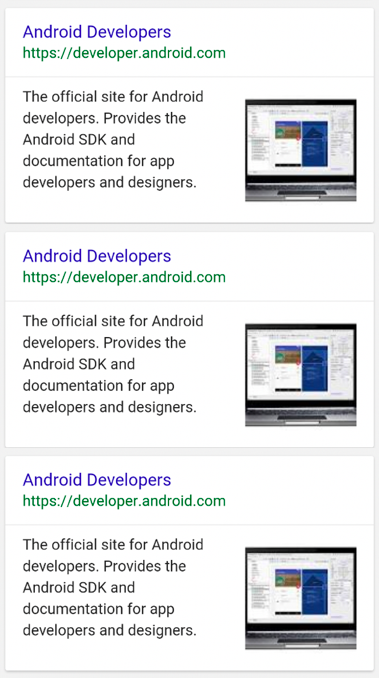 Android Developers
https://developer.android.com
The official site for Android
developers. Provides the
Android SDK and
documentation for app
developers and designers.
Android Developers
https://developer.android.com
The official site for Android
developers. Provides the
Android SDK and
documentation for app
developers and designers.
Android Developers
https://developer.android.com
The official site for Android
developers. Provides the
Android SDK and
documentation for app
developers and designers.